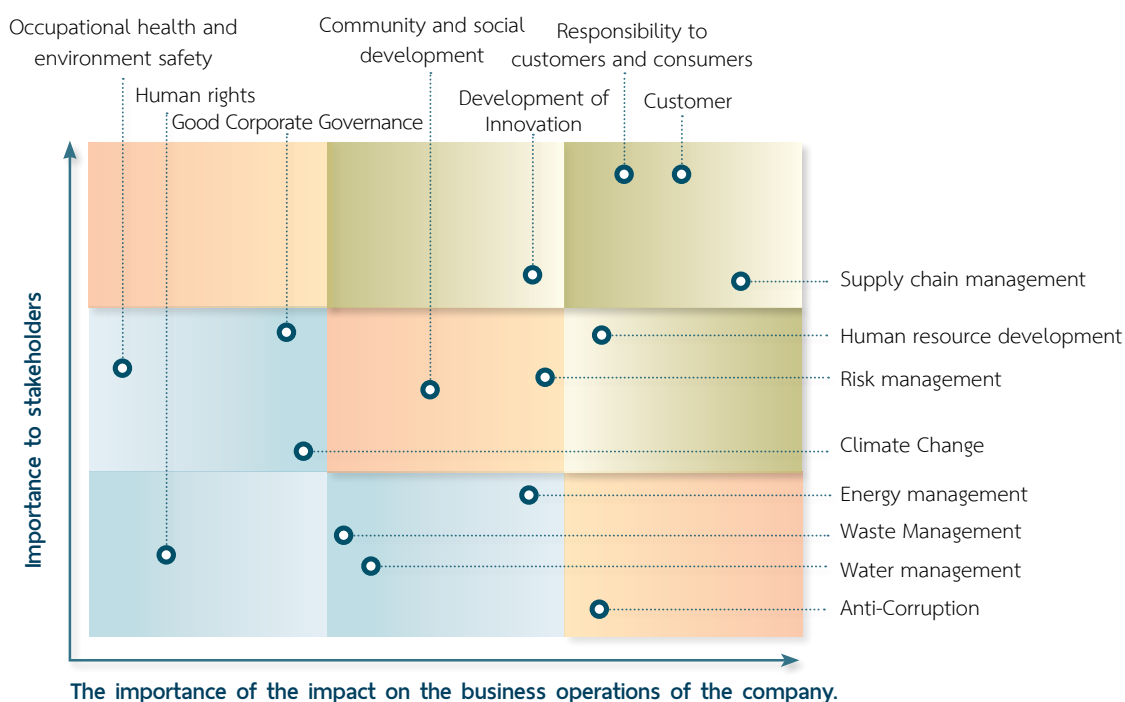 Occupational health and
environment safety
Community and social
development
Responsibility to
customers and consumers
Human rights
Good Corporate Governance
Development of
Innovation
Customer
Supply chain management
Human resource development
Risk management
Climate Change
Energy management
Waste Management
Water management
Anti-Corruption
Importance to stakeholders
The importance of the impact on the business operations of the company.